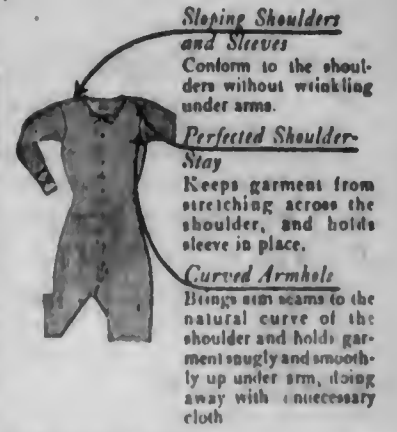 Sloping Shoulders
and Sleeves
Conform to the shoul-
ders without wrinkling
under arms.
Perfected Shoulder-
Stay
Keeps garment from
stretching across the
shoulder, and holds
sleeve in place.
Curved Armhole
Brings arm seams to the
natural curve of the
shoulder and holds gar-
ment snugly and smooth-
ly up under arm, doing
away with unnecessary
cloth